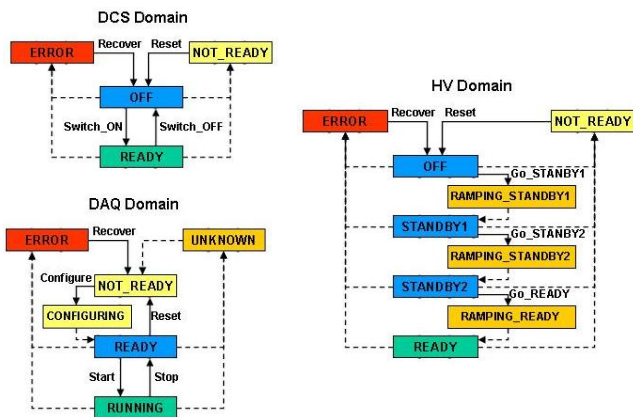 DCS Domain
ERROR
Recover
Reset
NOT_READY
OFF
Switch_ON
Switch_OFF
READY
DAQ Domain
ERROR
Recover
UNKNOWN
Configure
NOT_READY
CONFIGURING
Reset
READY
Start
Stop
RUNNING
HV Domain
ERROR
Recover
Reset
NOT_READY
OFF
Go_STANBY1
RAMPING_STANDBY1
STANDBY1
Go_STANBY2
RAMPING_STANDBY2
STANDBY2
Go_READY
RAMPING_READY
READY